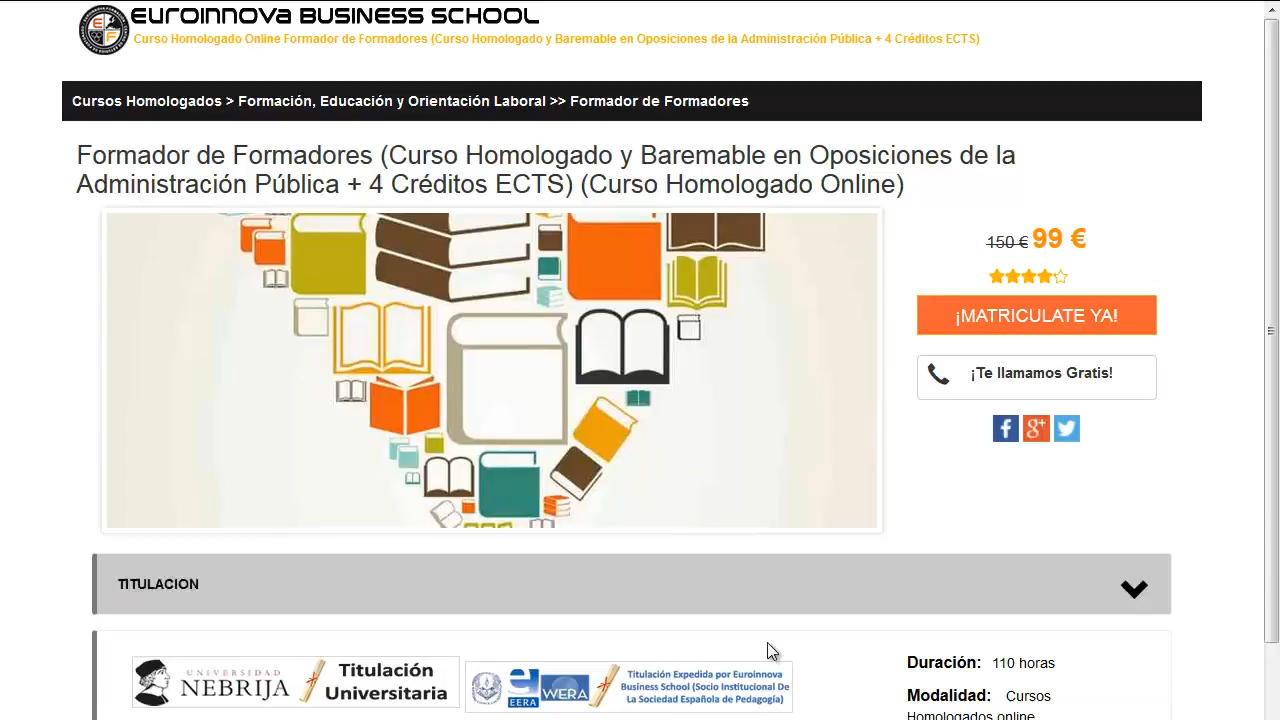 EUROINNOVA BUSINESS SCHOOL
Curso Homologado Online Formador de Formadores (Curso Homologado y Baremable en Oposiciones de la Administración Pública + 4 Créditos ECTS)
Cursos Homologados > Formación, Educación y Orientación Laboral >> Formador de Formadores
Formador de Formadores (Curso Homologado y Baremable en Oposiciones de la
Administración Pública + 4 Créditos ECTS) (Curso Homologado Online)
150 € 99 €
¡MATRICULATE YA!
¡Te llamamos Gratis!
TITULACION
UNIVERSIDAD
NEBRIJA
Titulación
Universitaria
EERA
WERA
Titulación Expedida por Euroinnova
Business School (Socio Institucional De
La Sociedad Española de Pedagogía)
Duración: 110 horas
Modalidad: Cursos
Homologados online